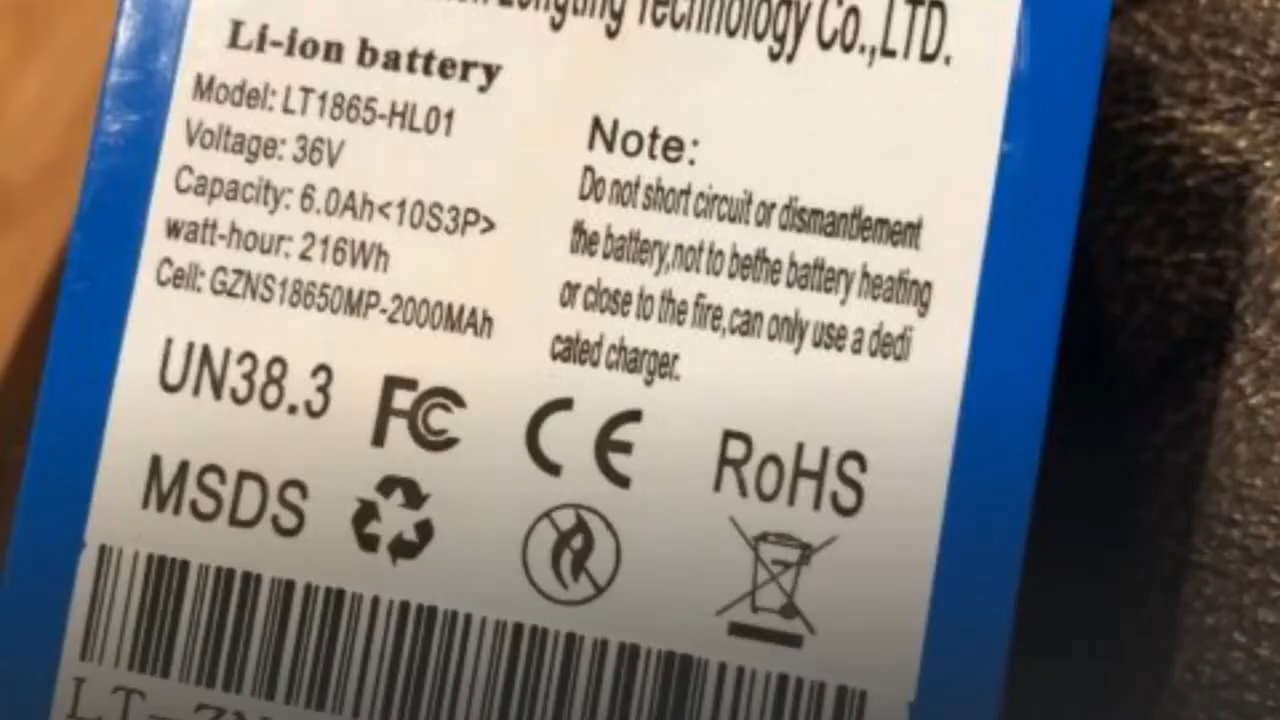 Longting Technology Co.,LTD.
Li-ion battery
Model: LT1865-HL01
Voltage: 36V
Capacity: 6.0Ah<10S3P>
watt-hour: 216Wh
Cell: GZNS18650MP-2000MAh
Note:
Do not short circuit or dismantlement
the battery,not to bethe battery heating
or close to the fire,can only use a dedi
cated charger.
UN38.3
FC
CE
RoHS
MSDS